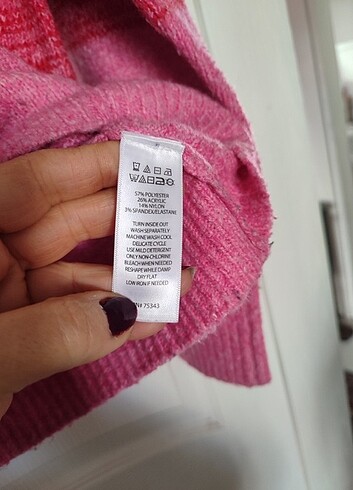 57% POLYESTER
26% ACRYLIC
14% NYLON
3% SPANDEX/ELASTANE
TURN INSIDE OUT
WASH SEPARATELY
MACHINE WASH COOL
DELICATE CYCLE
USE MILD DETERGENT
ONLY NON-CHLORINE
BLEACH WHEN NEEDED
RESHAPE WHILE DAMP
DRY FLAT
LOW IRON IF NEEDED
75343